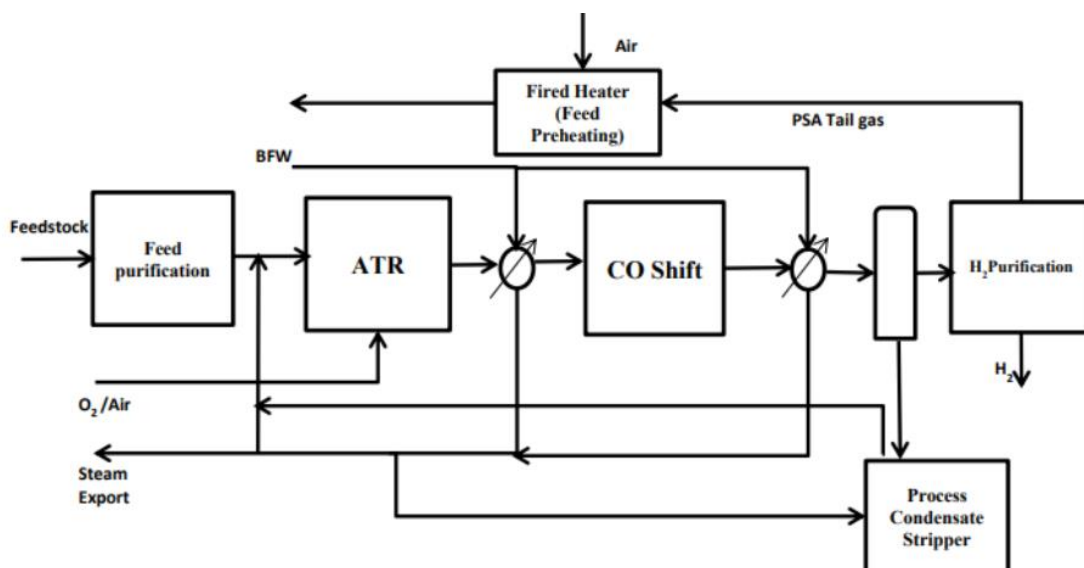 Air
Fired Heater
(Feed
Preheating)
PSA Tail gas
BFW
Feedstock
Feed
purification
ATR
CO Shift
H₂Purification
H₂
O₂ /Air
Steam
Export
Process
Condensate
Stripper